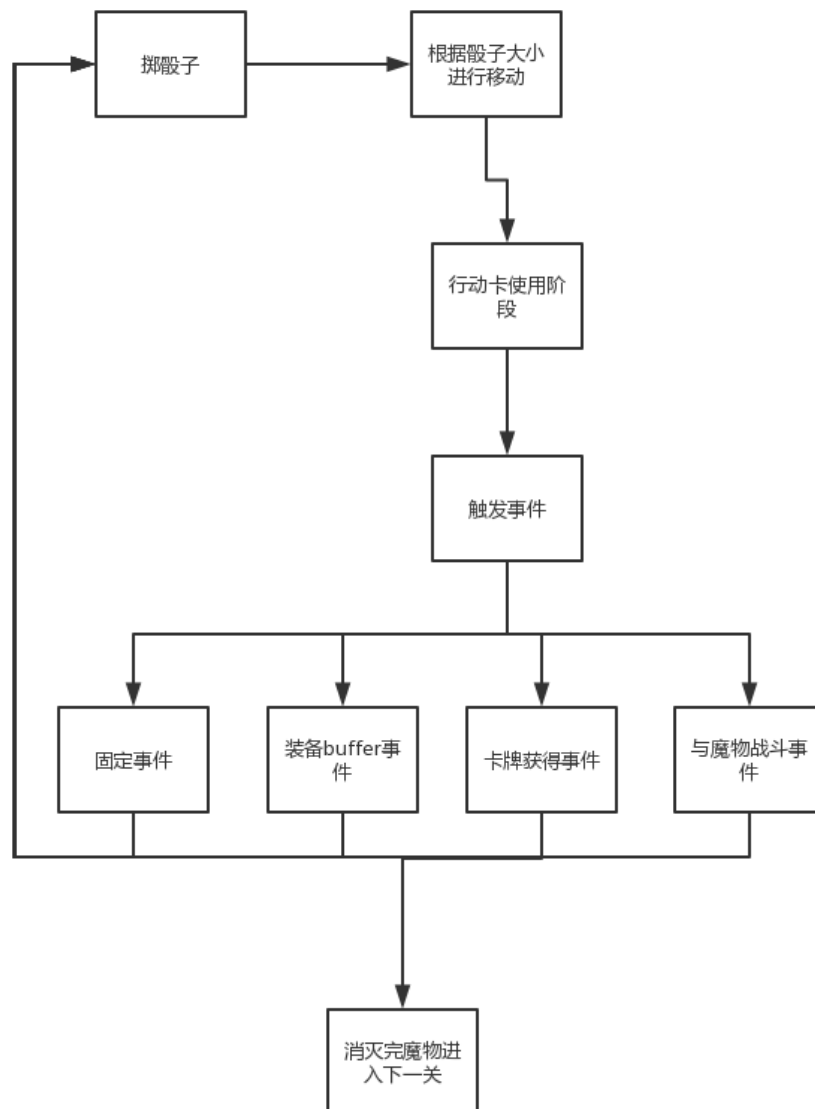 掷骰子
根据骰子大小
进行移动
行动卡使用阶
段
触发事件
固定事件
装备buffer事
件
卡牌获得事件
与魔物战斗事
件
消灭完魔物进
入下一关